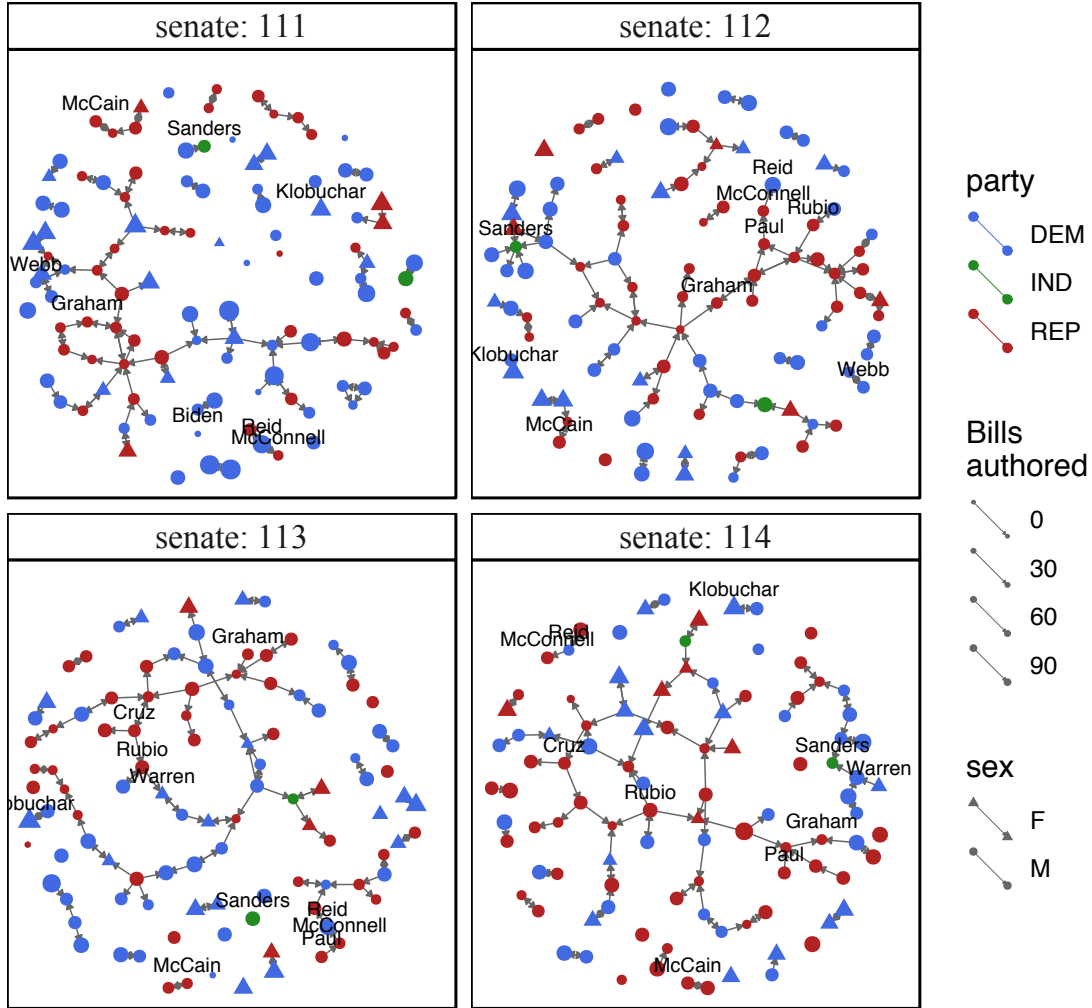 senate: 111
senate: 112
McCain
Sanders
Klobuchar
Webb
Graham
Biden
Reid
McConnell
Reid
McConnell
Rubio
Paul
Sanders
Graham
Klobuchar
Webb
McCain
senate: 113
senate: 114
Graham
Cruz
Rubio
Warren
obuchar
Sanders
Reid
McConnell
Paul
McCain
Klobuchar
Reid
McConnell
Cruz
Sanders
Warren
Rubio
Graham
Paul
McCain
party
DEM
IND
REP
Bills
authored
0
30
60
90
sex
F
M